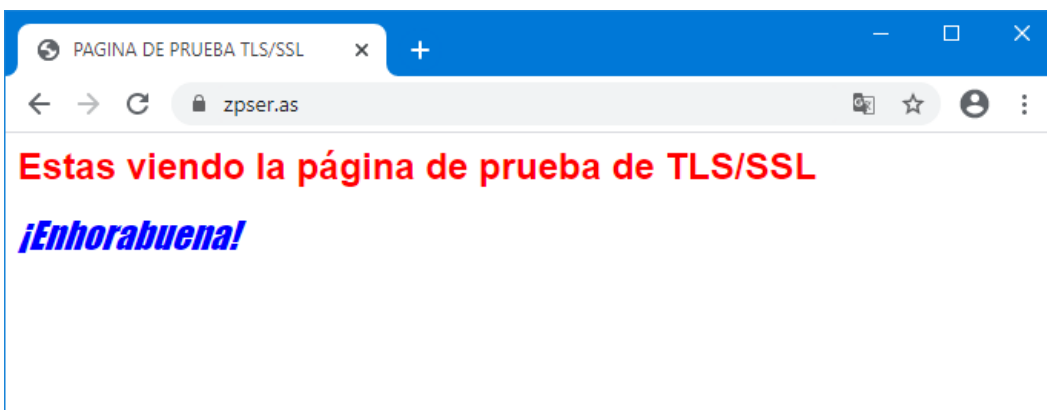 PAGINA DE PRUEBA TLS/SSL
zpser.as
Estas viendo la página de prueba de TLS/SSL
¡Enhorabuena!